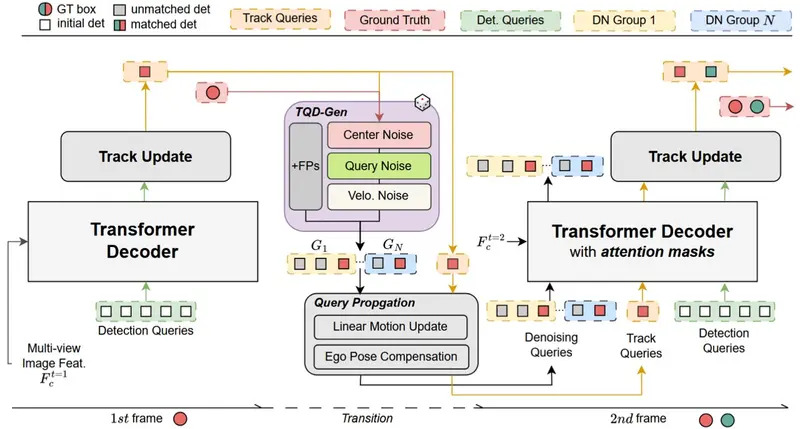 GT box
initial det
unmatched det
matched det
Track Queries
Ground Truth
Det. Queries
DN Group 1
DN Group N
Track Update
Transformer
Decoder
Detection Queries
Multi-view
Image Feat.
F_c^{t=1}
TQD-Gen
+FPs
Center Noise
Query Noise
Velo. Noise
G_1
G_N
Query Propgation
Linear Motion Update
Ego Pose Compensation
Track Update
F_c^{t=2}
Transformer Decoder
with attention masks
Denoising
Queries
Track
Queries
Detection
Queries
1st frame
Transition
2nd frame